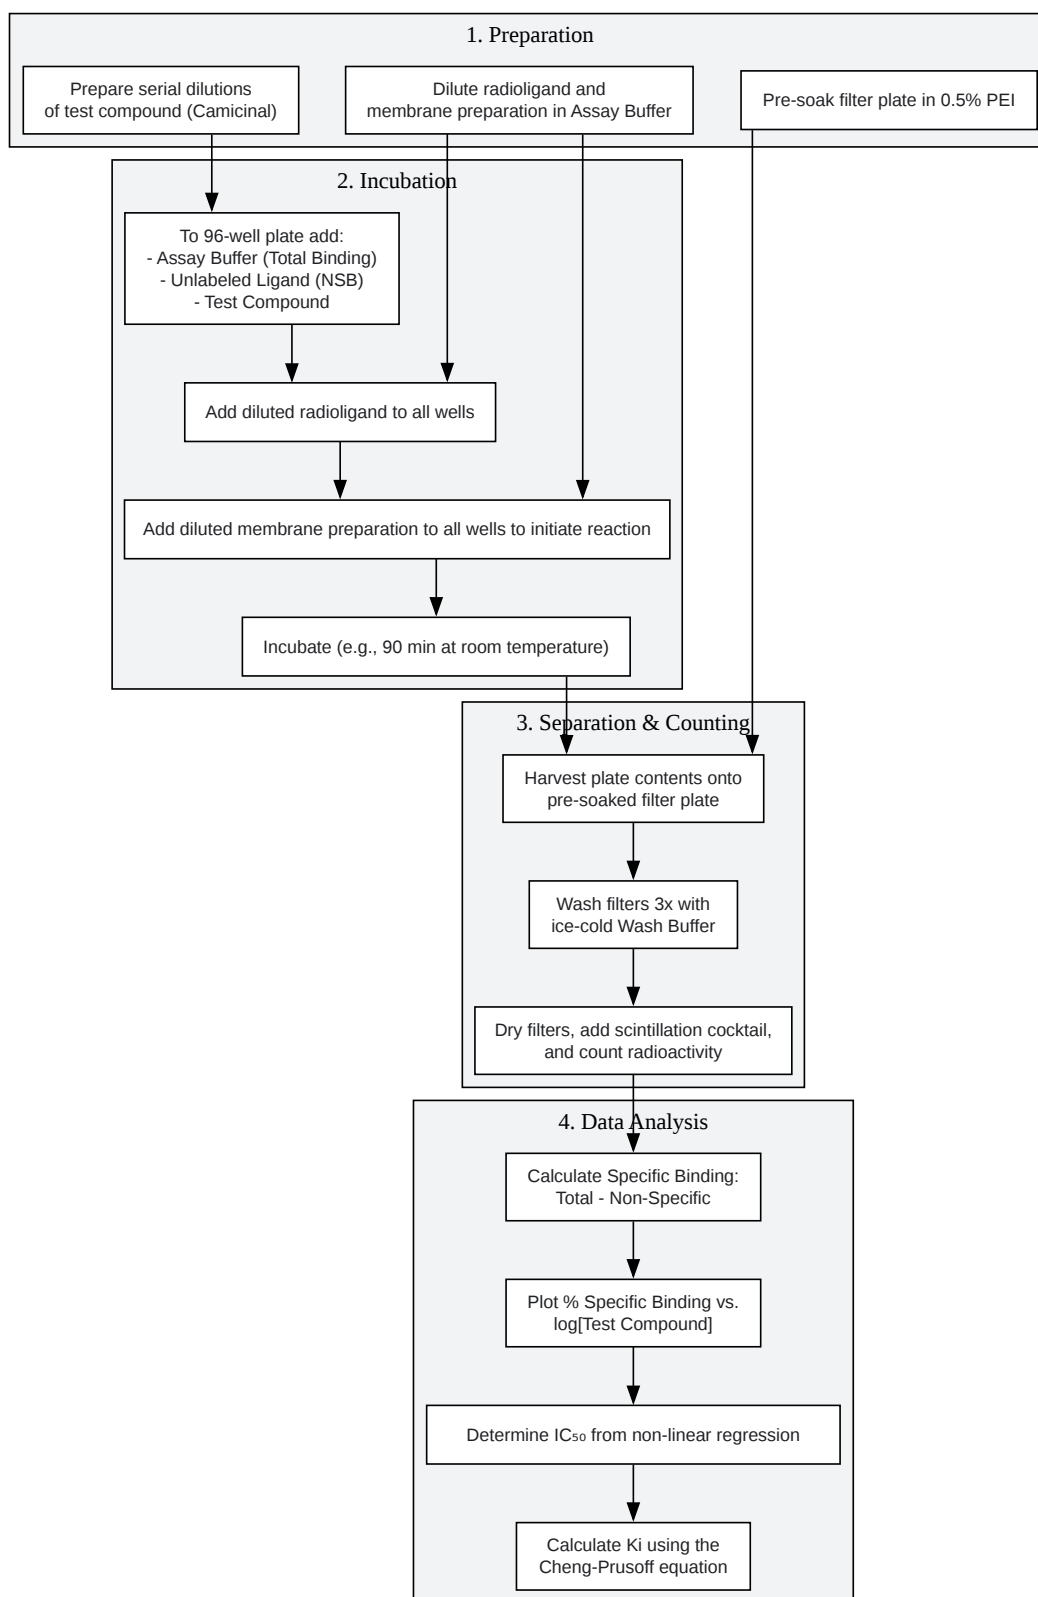 1. Preparation
Prepare serial dilutions
of test compound (Camicinal)
Dilute radioligand and
membrane preparation in Assay Buffer
Pre-soak filter plate in 0.5% PEI
2. Incubation
To 96-well plate add:
- Assay Buffer (Total Binding)
- Unlabeled Ligand (NSB)
- Test Compound
Add diluted radioligand to all wells
Add diluted membrane preparation to all wells to initiate reaction
Incubate (e.g., 90 min at room temperature)
3. Separation & Counting
Harvest plate contents onto
pre-soaked filter plate
Wash filters 3x with
ice-cold Wash Buffer
Dry filters, add scintillation cocktail,
and count radioactivity
4. Data Analysis
Calculate Specific Binding:
Total - Non-Specific
Plot % Specific Binding vs.
log[Test Compound]
Determine IC₅₀ from non-linear regression
Calculate Ki using the
Cheng-Prusoff equation